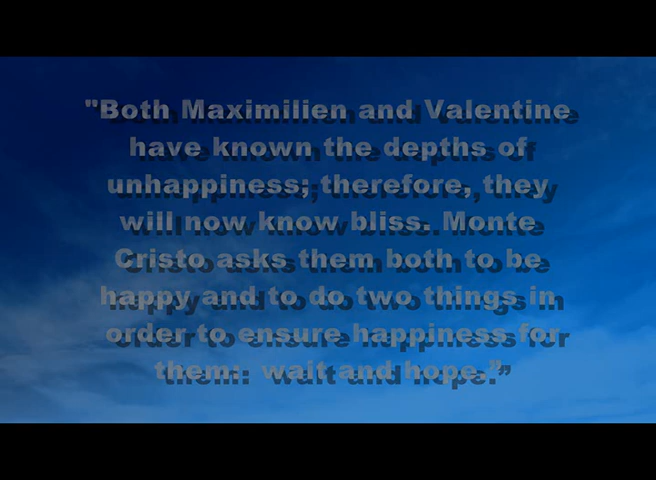 "Both Maximilien and Valentine
have known the depths of
unhappiness; therefore, they
will now know bliss. Monte
Cristo asks them both to be
happy and to do two things in
order to ensure happiness for
them:  wait and hope.”